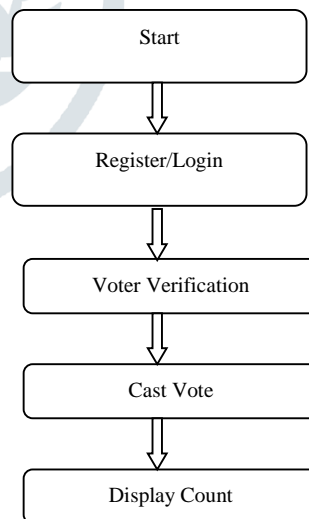 Start
Register/Login
Voter Verification
Cast Vote
Display Count